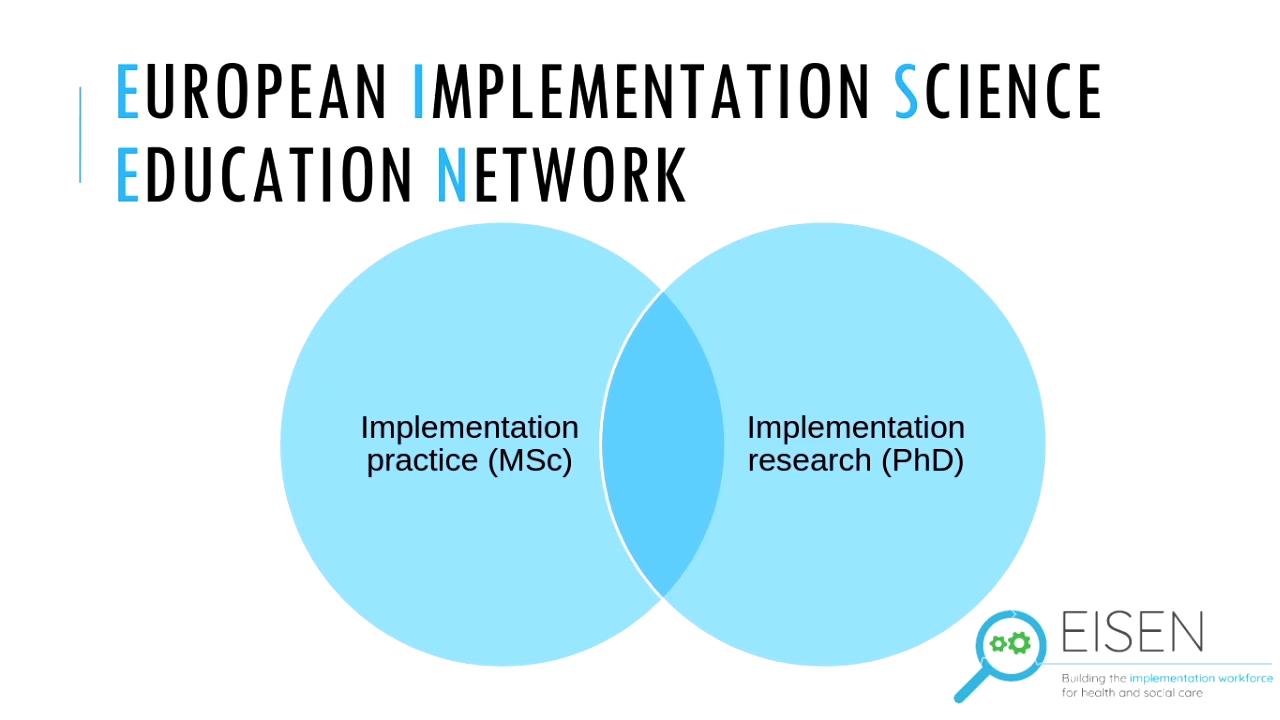 EUROPEAN IMPLEMENTATION SCIENCE
EDUCATION NETWORK
Implementation
practice (MSc)
Implementation
research (PhD)
EISEN
Building the implementation workforce
for health and social care